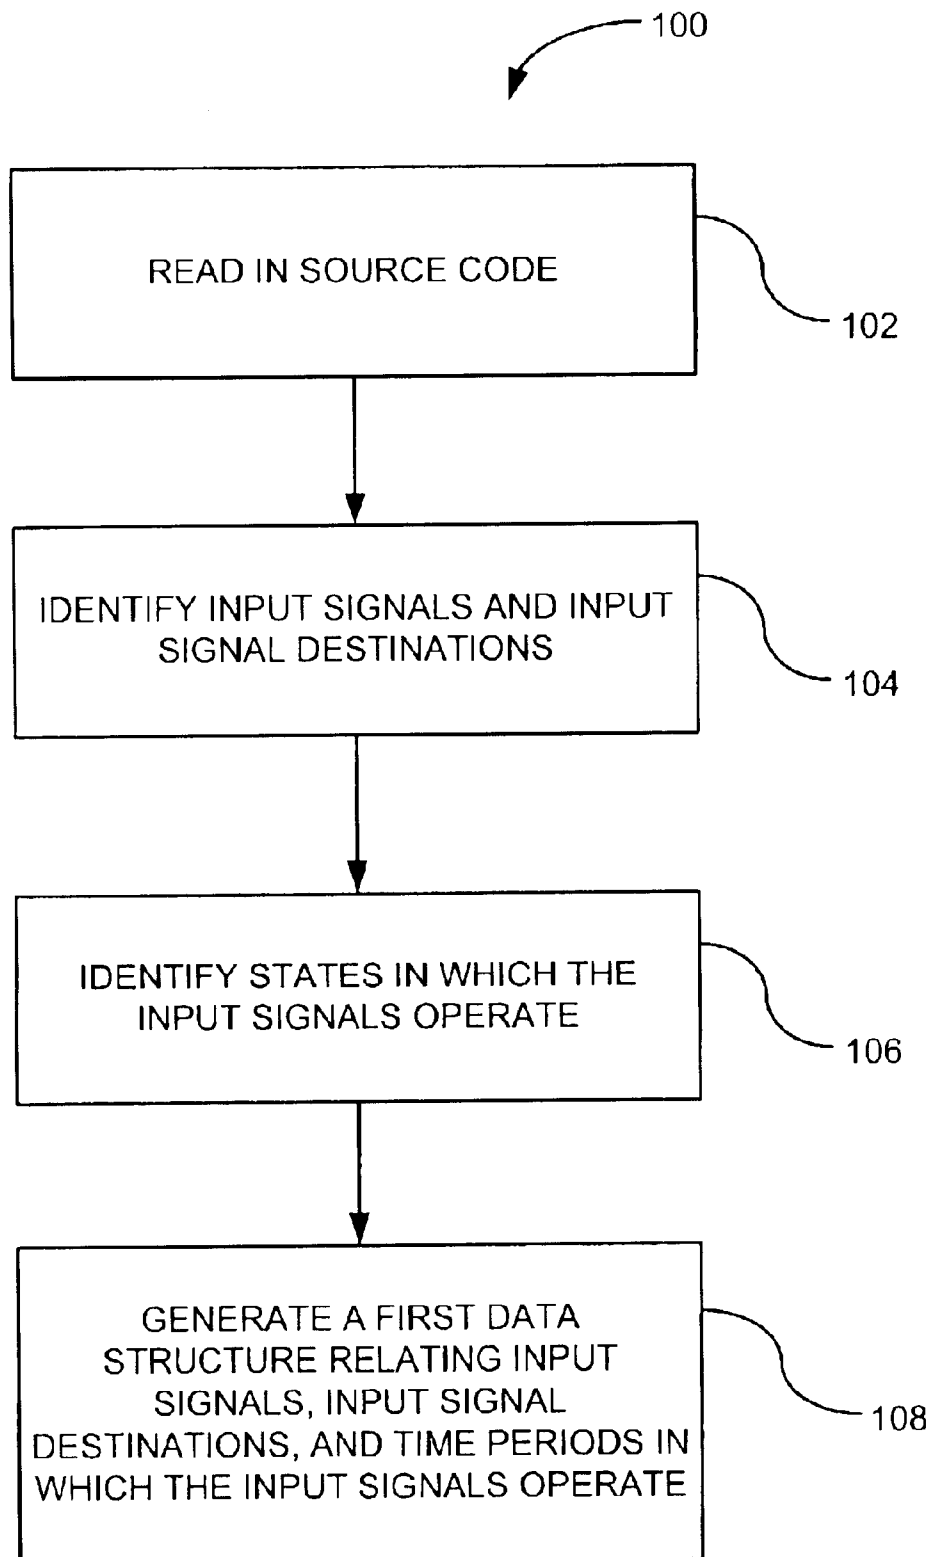 100
READ IN SOURCE CODE
102
IDENTIFY INPUT SIGNALS AND INPUT
SIGNAL DESTINATIONS
104
IDENTIFY STATES IN WHICH THE
INPUT SIGNALS OPERATE
106
GENERATE A FIRST DATA
STRUCTURE RELATING INPUT
SIGNALS, INPUT SIGNAL
DESTINATIONS, AND TIME PERIODS IN
WHICH THE INPUT SIGNALS OPERATE
108